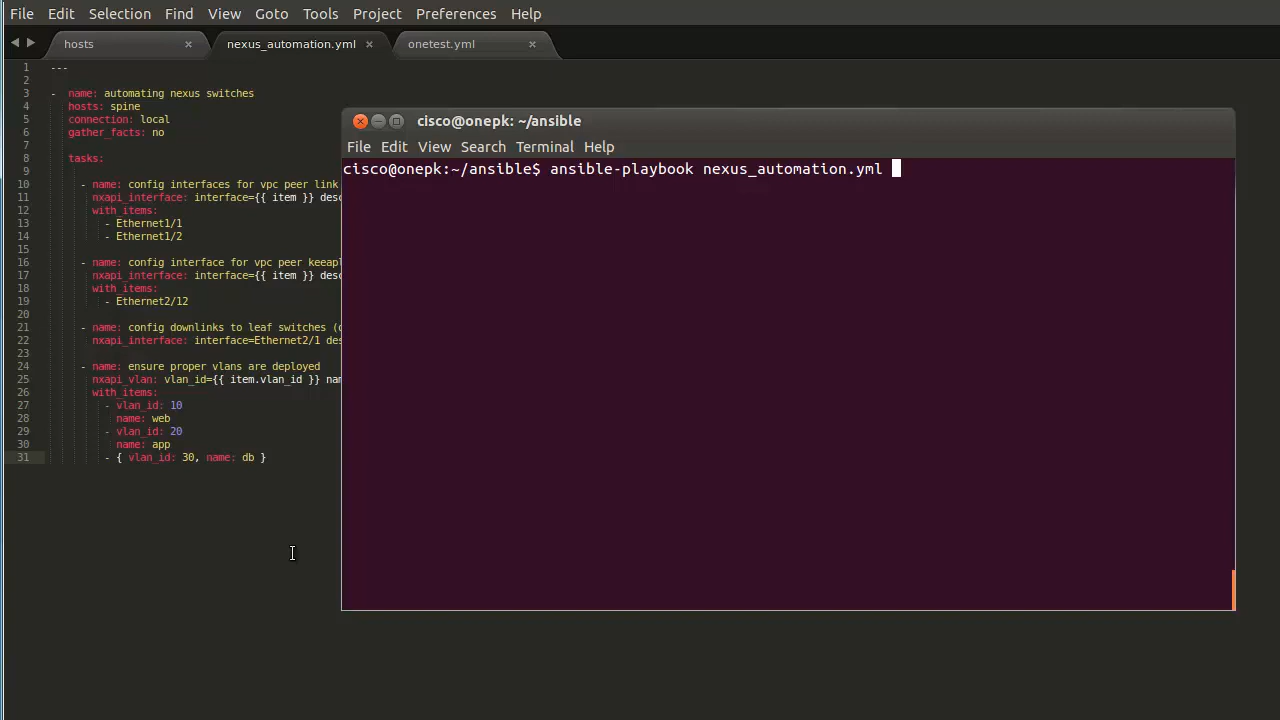 File Edit Selection Find View Goto Tools Project Preferences Help
hosts × nexus_automation.yml × onetest.yml ×
1 ---
2
3 - name: automating nexus switches
4 hosts: spine
5 connection: local
6 gather_facts: no
7
8 tasks:
9
10 - name: config interfaces for vpc peer link
11 nxapi_interface: interface={{ item }} desc
12 with_items:
13 - Ethernet1/1
14 - Ethernet1/2
15
16 - name: config interface for vpc peer keeapl
17 nxapi_interface: interface={{ item }} desc
18 with_items:
19 - Ethernet2/12
20
21 - name: config downlinks to leaf switches (
22 nxapi_interface: interface=Ethernet2/1 des
23
24 - name: ensure proper vlans are deployed
25 nxapi_vlan: vlan_id={{ item.vlan_id }} nam
26 with_items:
27 - vlan_id: 10
28 name: web
29 - vlan_id: 20
30 name: app
31 - { vlan_id: 30, name: db }
cisco@onepk: ~/ansible
File Edit View Search Terminal Help
cisco@onepk:~/ansible$ ansible-playbook nexus_automation.yml